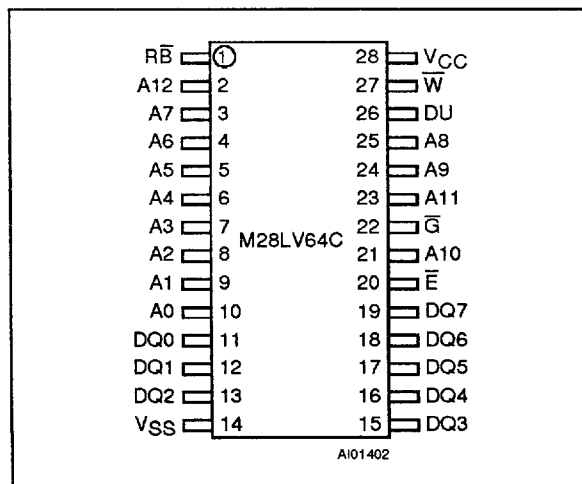 RB̅ 1 28 VCC
A12 2 27 W̅
A7 3 26 DU
A6 4 25 A8
A5 5 24 A9
A4 6 23 A11
A3 7 22 G̅
M28LV64C
A2 8 21 A10
A1 9 20 E̅
A0 10 19 DQ7
DQ0 11 18 DQ6
DQ1 12 17 DQ5
DQ2 13 16 DQ4
VSS 14 15 DQ3
AI01402